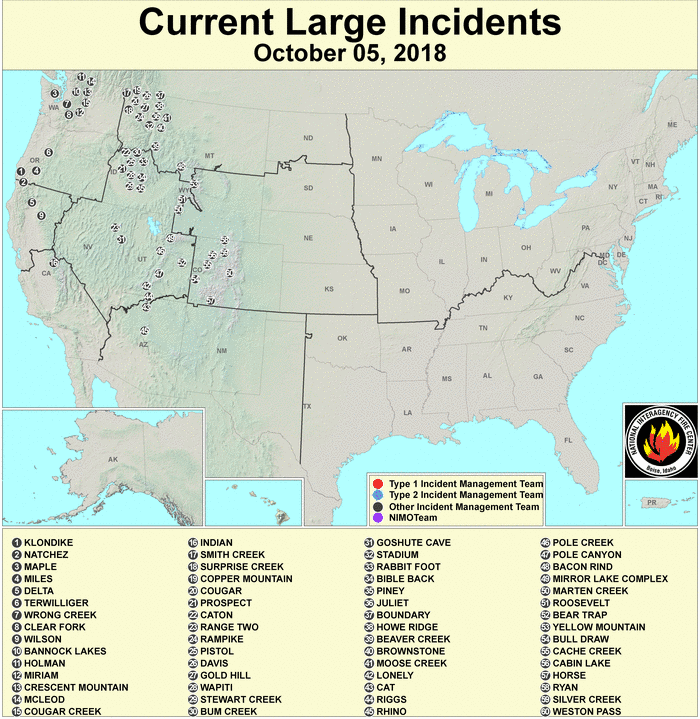 Current Large Incidents
October 05, 2018
WA
OR
CA
NV
ID
MT
WY
UT
CO
AZ
NM
ND
SD
NE
KS
OK
TX
MN
IA
MO
AR
LA
WI
IL
MI
IN
OH
KY
TN
MS
AL
GA
FL
SC
NC
VA
WV
PA
NY
ME
VT
NH
MA
CT
RI
NJ
MD
DE
DC
AK
PR
NATIONAL INTERAGENCY FIRE CENTER
Boise, Idaho
Type 1 Incident Management Team
Type 2 Incident Management Team
Other Incident Management Team
NIMOTeam
1 KLONDIKE
2 NATCHEZ
3 MAPLE
4 MILES
5 DELTA
6 TERWILLIGER
7 WRONG CREEK
8 CLEAR FORK
9 WILSON
10 BANNOCK LAKES
11 HOLMAN
12 MIRIAM
13 CRESCENT MOUNTAIN
14 MCLEOD
15 COUGAR CREEK
16 INDIAN
17 SMITH CREEK
18 SURPRISE CREEK
19 COPPER MOUNTAIN
20 COUGAR
21 PROSPECT
22 CATON
23 RANGE TWO
24 RAMPIKE
25 PISTOL
26 DAVIS
27 GOLD HILL
28 WAPITI
29 STEWART CREEK
30 BUM CREEK
31 GOSHUTE CAVE
32 STADIUM
33 RABBIT FOOT
34 BIBLE BACK
35 PINEY
36 JULIET
37 BOUNDARY
38 HOWE RIDGE
39 BEAVER CREEK
40 BROWNSTONE
41 MOOSE CREEK
42 LONELY
43 CAT
44 RIGGS
45 RHINO
46 POLE CREEK
47 POLE CANYON
48 BACON RIND
49 MIRROR LAKE COMPLEX
50 MARTEN CREEK
51 ROOSEVELT
52 BEAR TRAP
53 YELLOW MOUNTAIN
54 BULL DRAW
55 CACHE CREEK
56 CABIN LAKE
57 HORSE
58 RYAN
59 SILVER CREEK
60 WESTON PASS